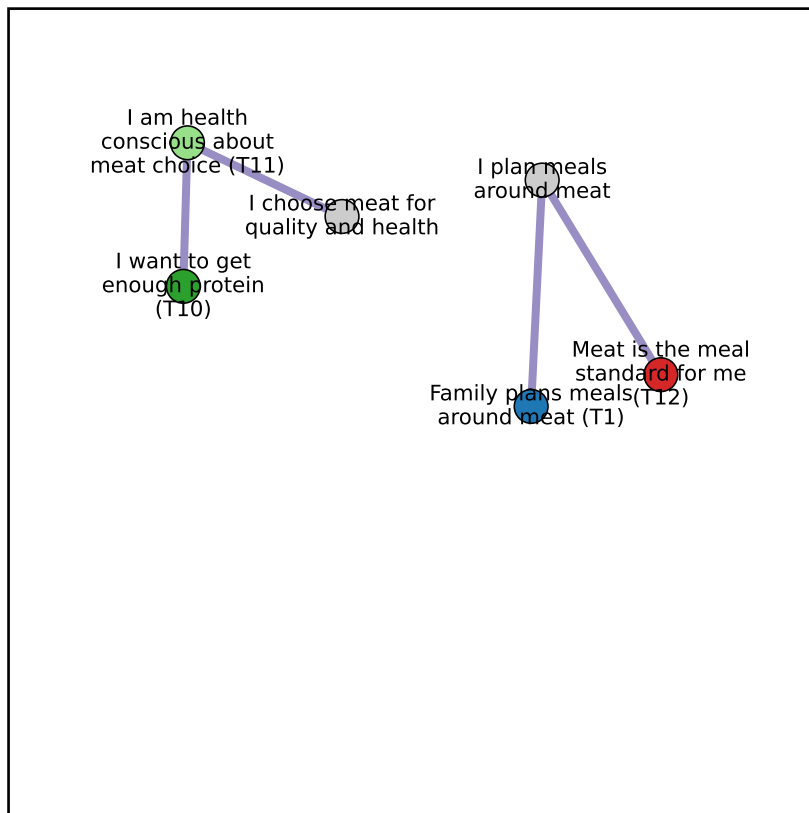 I am health
conscious about
meat choice (T11)
I plan meals
around meat
I choose meat for
quality and health
I want to get
enough protein
(T10)
Meat is the meal
standard for me
(T12)
Family plans meals
around meat (T1)